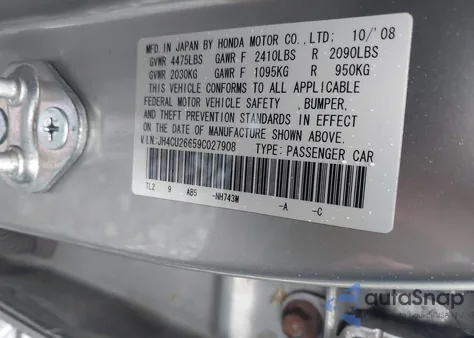 MFD. IN JAPAN BY HONDA MOTOR CO.,LTD: 10/'08
GVWR 4475LBS GAWR F 2410LBS R 2090LBS
GVWR 2030KG GAWR F 1095KG R 950KG
THIS VEHICLE CONFORMS TO ALL APPLICABLE
FEDERAL MOTOR VEHICLE SAFETY ,BUMPER,
AND THEFT PREVENTION STANDARDS IN EFFECT
ON THE DATE OF MANUFACTURE SHOWN ABOVE.
V.I.N:JH4CU26659C027908 TYPE: PASSENGER CAR
TL2 9 AB5 -NH743M -A -C
autoSnap